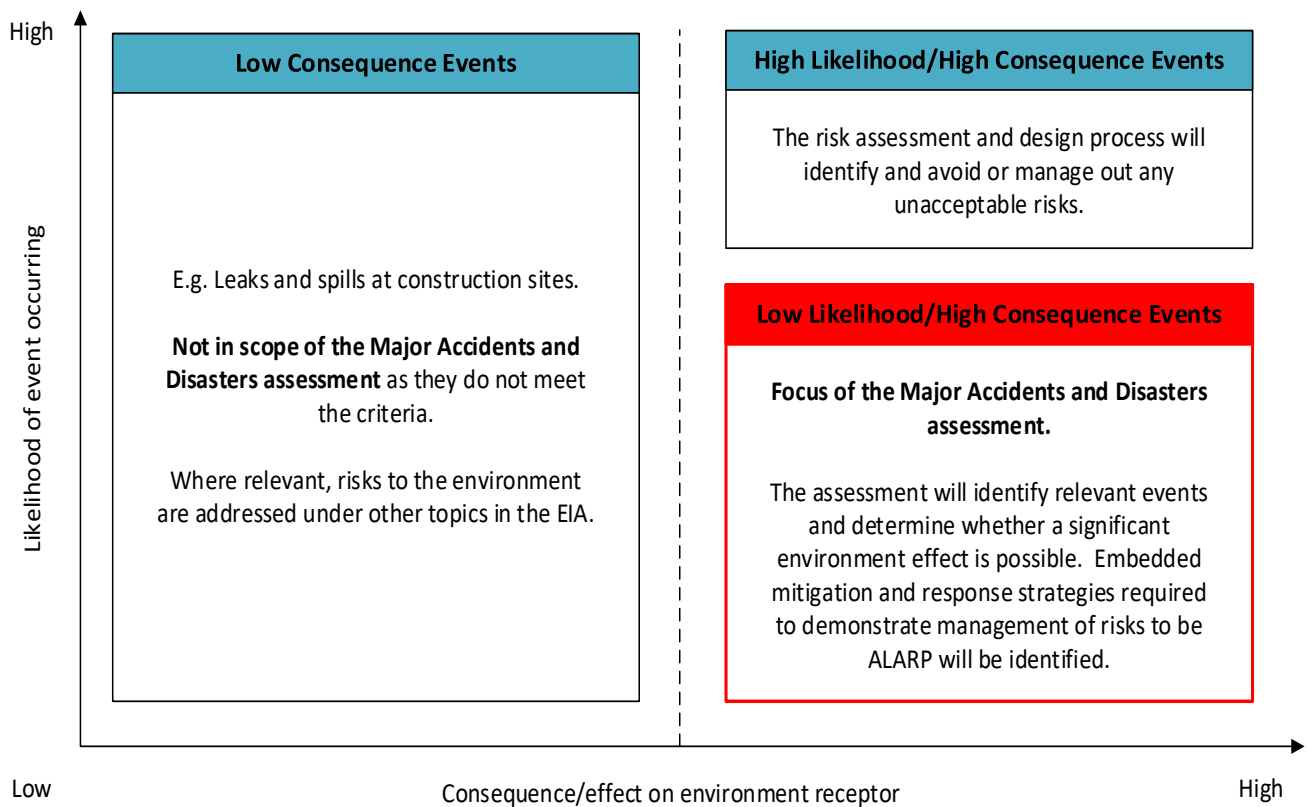 High
Low Consequence Events
E.g. Leaks and spills at construction sites.
Not in scope of the Major Accidents and
Disasters assessment as they do not meet
the criteria.
Where relevant, risks to the environment
are addressed under other topics in the EIA.
High Likelihood/High Consequence Events
The risk assessment and design process will
identify and avoid or manage out any
unacceptable risks.
Low Likelihood/High Consequence Events
Focus of the Major Accidents and Disasters
assessment.
The assessment will identify relevant events
and determine whether a significant
environment effect is possible.  Embedded
mitigation and response strategies required
to demonstrate management of risks to be
ALARP will be identified.
Likelihood of event occurring
Low
Consequence/effect on environment receptor
High